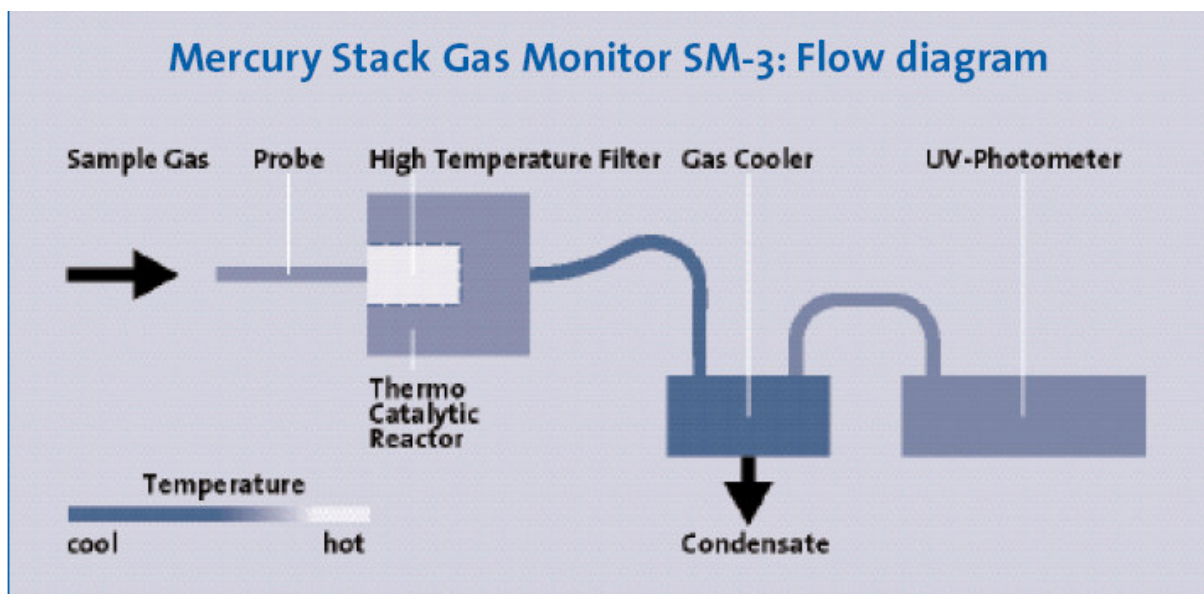 Mercury Stack Gas Monitor SM-3: Flow diagram
Sample Gas Probe High Temperature Filter Gas Cooler UV-Photometer
Thermo
Catalytic
Reactor
Temperature
cool hot
Condensate